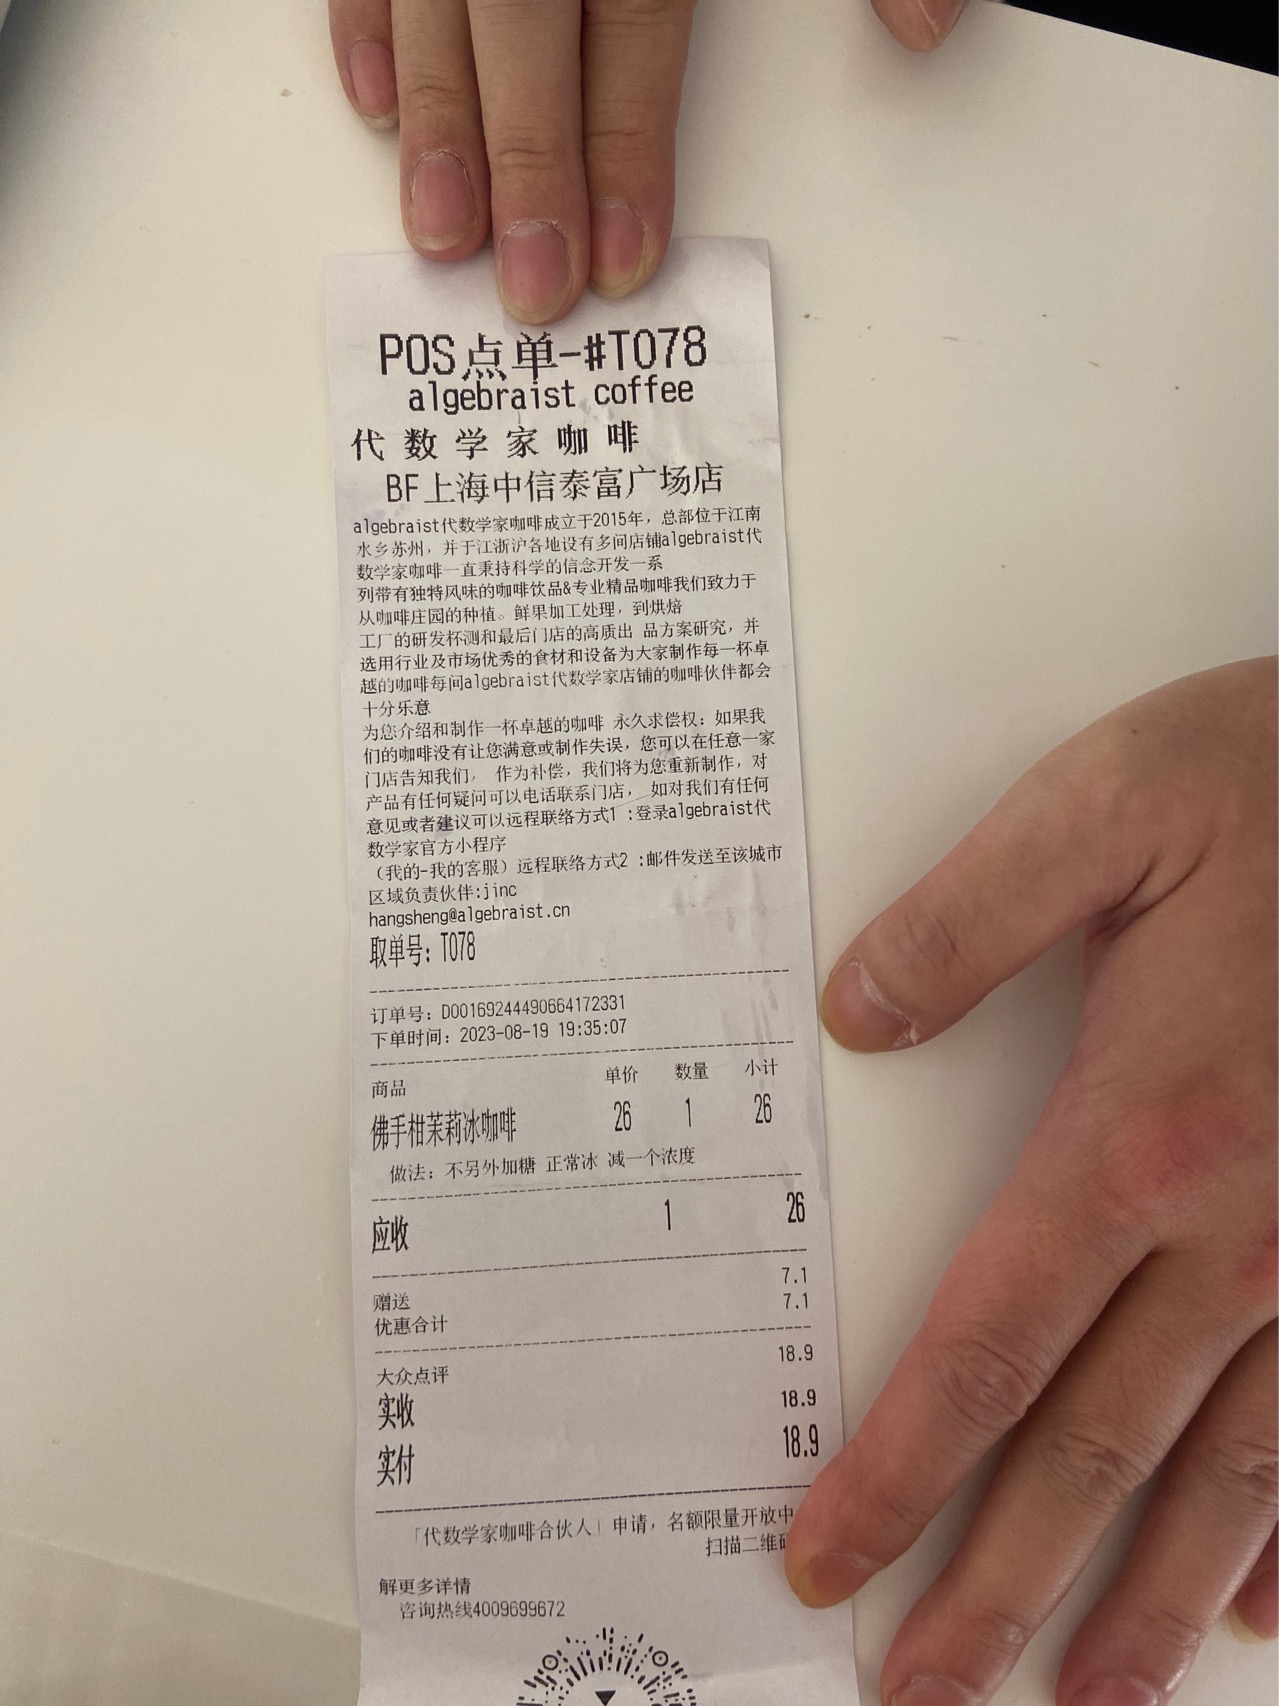 POS点单-#T078
algebraist coffee
代数学家咖啡
BF上海中信泰富广场店
algebraist代数学家咖啡成立于2015年，总部位于江南
水乡苏州，并于江浙沪各地设有多间店铺algebraist代
数学家咖啡一直秉持科学的信念开发一系
列带有独特风味的咖啡饮品&专业精品咖啡我们致力于
从咖啡庄园的种植。鲜果加工处理，到烘焙
工厂的研发杯测和最后门店的高质出 品方案研究，并
选用行业及市场优秀的食材和设备为大家制作每一杯卓
越的咖啡每间algebraist代数学家店铺的咖啡伙伴都会
十分乐意
为您介绍和制作一杯卓越的咖啡 永久求偿权：如果我
们的咖啡没有让您满意或制作失误，您可以在任意一家
门店告知我们， 作为补偿，我们将为您重新制作，对
产品有任何疑问可以电话联系门店， 如对我们有任何
意见或者建议可以远程联络方式1 :登录algebraist代
数学家官方小程序
（我的-我的客服）远程联络方式2 :邮件发送至该城市
区域负责伙伴:jinc
hangsheng@algebraist.cn
取单号：T078
订单号：D00169244490664172331
下单时间：2023-08-19 19:35:07
商品 单价 数量 小计
佛手柑茉莉冰咖啡 26 1 26
做法：不另外加糖 正常冰 减一个浓度
应收 1 26
赠送 7.1
优惠合计 7.1
大众点评 18.9
实收 18.9
实付 18.9
「代数学家咖啡合伙人」申请，名额限量开放中
扫描二维
解更多详情
咨询热线4009699672